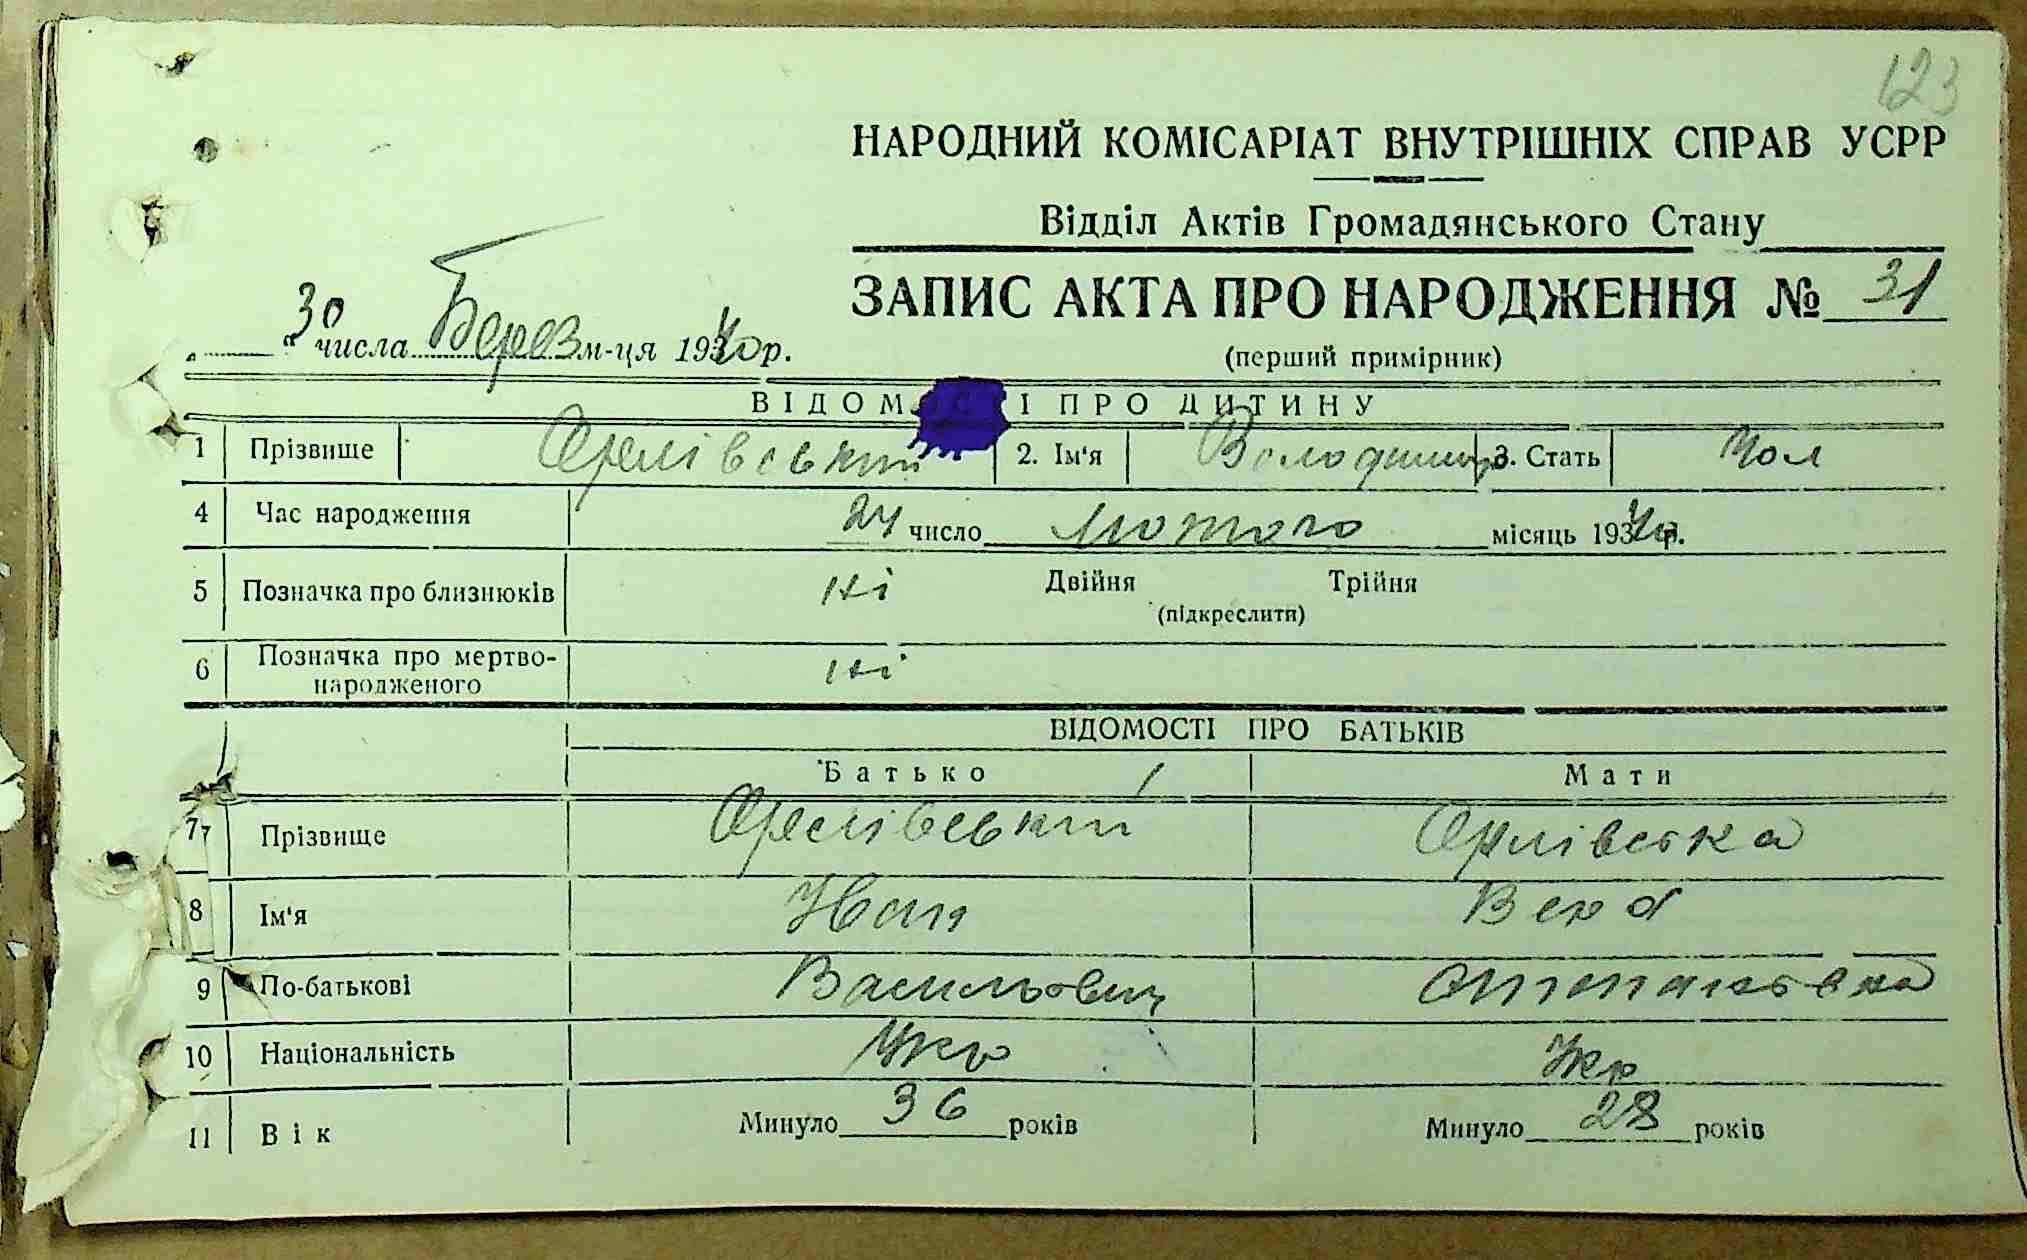 123
НАРОДНИЙ КОМІСАРІАТ ВНУТРІШНІХ СПРАВ УСРР
Відділ Актів Громадянського Стану
ЗАПИС АКТА ПРО НАРОДЖЕННЯ № 31
30 числа Берез м-ця 1940 р.
(перший примірник)
ВІДОМОСТІ ПРО ДИТИНУ
1 Прізвище Орлівський 2. Ім'я Володимир 3. Стать Чол
4 Час народження 24 число лютого місяць 1940 р.
5 Позначка про близнюків ні Двійня Трійня
(підкреслити)
6 Позначка про мертво-
народженого ні
ВІДОМОСТІ ПРО БАТЬКІВ
Батько Мати
7 Прізвище Орлівський Орлівська
8 Ім'я Іван Вера
9 По-батькові Васильович Степановна
10 Національність Укр Укр
11 Вік Минуло 36 років Минуло 28 років